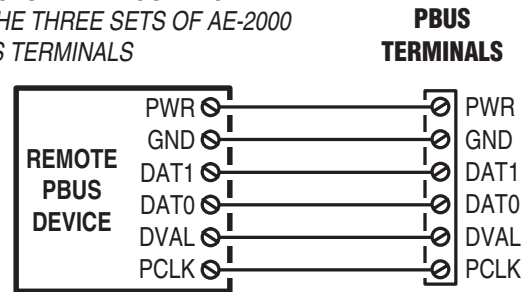 HE THREE SETS OF AE-2000
S TERMINALS
PBUS
TERMINALS
REMOTE
PBUS
DEVICE
PWR
GND
DAT1
DAT0
DVAL
PCLK
PWR
GND
DAT1
DAT0
DVAL
PCLK